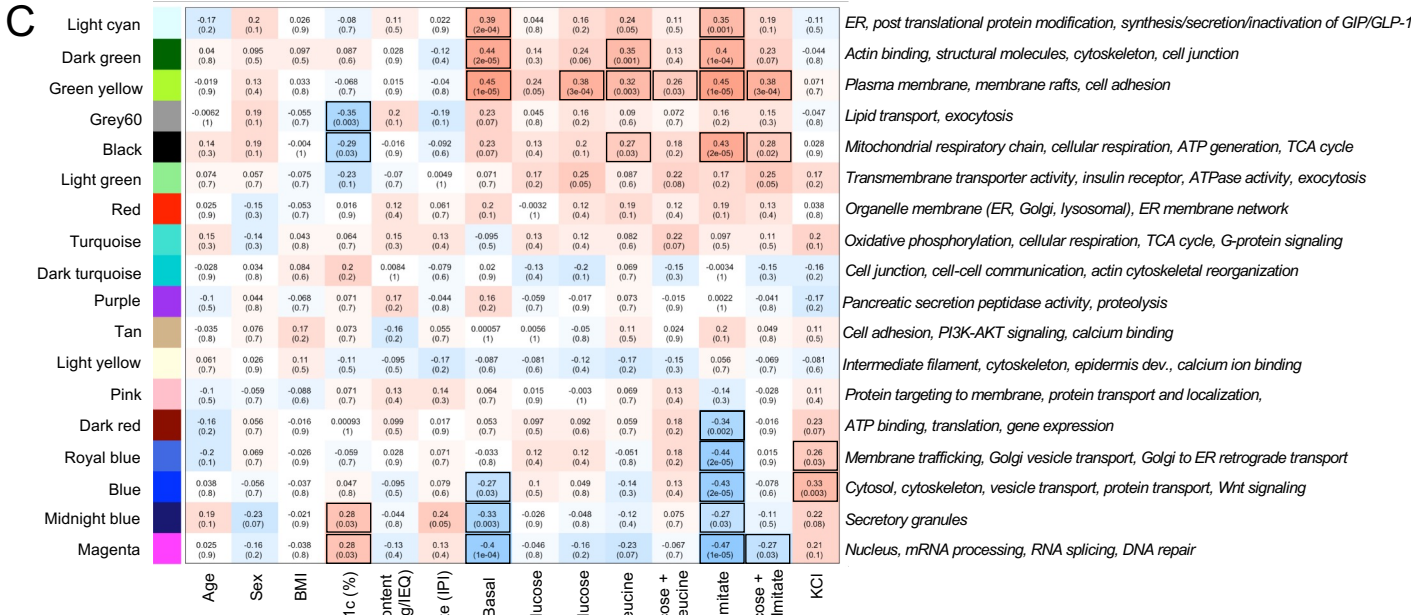 C
Light cyan -0.17 0.2 0.026 -0.08 0.11 0.022 0.39 0.044 0.16 0.24 0.11 0.35 0.19 -0.11 ER, post translational protein modification, synthesis/secretion/inactivation of GIP/GLP-1
(0.2) (0.1) (0.9) (0.7) (0.5) (0.9) (2e-04) (0.8) (0.2) (0.05) (0.5) (0.001) (0.1) (0.5)
Dark green 0.04 0.095 0.097 0.087 0.028 -0.12 0.44 0.14 0.24 0.35 0.13 0.4 0.23 -0.044 Actin binding, structural molecules, cytoskeleton, cell junction
(0.8) (0.5) (0.5) (0.6) (0.9) (0.4) (2e-05) (0.3) (0.06) (0.001) (0.4) (1e-04) (0.07) (0.8)
Green yellow -0.019 0.13 0.033 -0.068 0.015 -0.04 0.45 0.24 0.38 0.32 0.26 0.45 0.38 0.071 Plasma membrane, membrane rafts, cell adhesion
(0.9) (0.4) (0.8) (0.7) (0.9) (0.8) (1e-05) (0.05) (3e-04) (0.003) (0.03) (1e-05) (3e-04) (0.7)
Grey60 -0.0062 0.19 -0.055 -0.35 0.2 -0.19 0.23 0.045 0.16 0.09 0.072 0.16 0.15 -0.047 Lipid transport, exocytosis
(1) (0.1) (0.7) (0.003) (0.1) (0.1) (0.07) (0.8) (0.2) (0.6) (0.7) (0.2) (0.3) (0.8)
Black 0.14 0.19 -0.004 -0.29 -0.016 -0.092 0.23 0.13 0.2 0.27 0.18 0.43 0.28 0.028 Mitochondrial respiratory chain, cellular respiration, ATP generation, TCA cycle
(0.3) (0.1) (1) (0.03) (0.9) (0.6) (0.07) (0.4) (0.1) (0.03) (0.2) (2e-05) (0.02) (0.9)
Light green 0.074 0.057 -0.075 -0.23 -0.07 0.0049 0.071 0.17 0.25 0.087 0.22 0.17 0.25 0.17 Transmembrane transporter activity, insulin receptor, ATPase activity, exocytosis
(0.7) (0.7) (0.7) (0.1) (0.7) (1) (0.7) (0.2) (0.05) (0.6) (0.08) (0.2) (0.05) (0.2)
Red 0.025 -0.15 -0.053 0.016 0.12 0.061 0.2 -0.0032 0.12 0.19 0.12 0.19 0.13 0.038 Organelle membrane (ER, Golgi, lysosomal), ER membrane network
(0.9) (0.3) (0.7) (0.9) (0.4) (0.7) (0.1) (1) (0.4) (0.1) (0.4) (0.1) (0.4) (0.8)
Turquoise 0.15 -0.14 0.043 0.064 0.15 0.13 -0.095 0.13 0.12 0.082 0.22 0.097 0.11 0.2 Oxidative phosphorylation, cellular respiration, TCA cycle, G-protein signaling
(0.3) (0.3) (0.8) (0.7) (0.3) (0.4) (0.5) (0.4) (0.4) (0.6) (0.07) (0.5) (0.5) (0.1)
Dark turquoise -0.028 0.034 0.084 0.2 0.0084 -0.079 0.02 -0.13 -0.2 0.069 -0.15 -0.0034 -0.15 -0.16 Cell junction, cell-cell communication, actin cytoskeletal reorganization
(0.9) (0.8) (0.6) (0.2) (1) (0.6) (0.9) (0.4) (0.1) (0.7) (0.3) (1) (0.3) (0.2)
Purple -0.1 0.044 -0.068 0.071 0.17 -0.044 0.16 -0.059 -0.017 0.073 -0.015 0.0022 -0.041 -0.17 Pancreatic secretion peptidase activity, proteolysis
(0.5) (0.8) (0.7) (0.7) (0.2) (0.8) (0.2) (0.7) (0.9) (0.7) (0.9) (1) (0.8) (0.2)
Tan -0.035 0.076 0.17 0.073 -0.16 0.055 0.00057 0.0056 -0.05 0.11 0.024 0.2 0.049 0.11 Cell adhesion, PI3K-AKT signaling, calcium binding
(0.8) (0.7) (0.2) (0.7) (0.2) (0.7) (1) (1) (0.8) (0.5) (0.9) (0.1) (0.8) (0.5)
Light yellow 0.061 0.026 0.11 -0.11 -0.095 -0.17 -0.087 -0.081 -0.12 -0.17 -0.15 0.056 -0.069 -0.081 Intermediate filament, cytoskeleton, epidermis dev., calcium ion binding
(0.7) (0.9) (0.5) (0.5) (0.5) (0.2) (0.6) (0.6) (0.4) (0.2) (0.3) (0.7) (0.7) (0.6)
Pink -0.1 -0.059 -0.088 0.071 0.13 0.14 0.064 0.015 -0.003 0.072 0.13 -0.14 -0.028 0.11 Protein targeting to membrane, protein transport and localization,
(0.5) (0.7) (0.6) (0.7) (0.4) (0.3) (0.7) (0.9) (1) (0.7) (0.4) (0.3) (0.9) (0.4)
Dark red -0.16 0.056 -0.016 0.00093 0.099 0.017 0.053 0.097 0.092 0.059 0.18 -0.34 -0.016 0.23 ATP binding, translation, gene expression
(0.2) (0.7) (0.9) (1) (0.5) (0.9) (0.7) (0.5) (0.6) (0.7) (0.2) (0.002) (0.9) (0.07)
Royal blue -0.2 0.069 -0.026 -0.059 0.028 0.071 -0.033 0.12 0.12 -0.051 0.18 -0.44 0.015 0.26 Membrane trafficking, Golgi vesicle transport, Golgi to ER retrograde transport
(0.1) (0.7) (0.9) (0.7) (0.9) (0.7) (0.8) (0.4) (0.4) (0.8) (0.2) (2e-05) (0.9) (0.03)
Blue 0.038 -0.056 -0.037 0.047 -0.095 0.079 -0.27 0.1 0.049 -0.14 0.13 -0.43 -0.078 0.33 Cytosol, cytoskeleton, vesicle transport, protein transport, Wnt signaling
(0.8) (0.7) (0.8) (0.8) (0.5) (0.6) (0.03) (0.5) (0.8) (0.3) (0.4) (2e-05) (0.6) (0.003)
Midnight blue 0.19 -0.23 -0.021 0.28 -0.044 0.24 -0.33 -0.026 -0.048 -0.12 0.075 -0.27 -0.11 0.22 Secretory granules
(0.1) (0.07) (0.9) (0.03) (0.8) (0.05) (0.003) (0.9) (0.8) (0.4) (0.7) (0.03) (0.5) (0.08)
Magenta 0.025 -0.16 -0.038 0.28 -0.13 0.13 -0.4 -0.046 -0.16 -0.23 -0.067 -0.47 -0.27 0.21 Nucleus, mRNA processing, RNA splicing, DNA repair
(0.9) (0.2) (0.8) (0.03) (0.4) (0.4) (1e-04) (0.8) (0.2) (0.07) (0.7) (1e-05) (0.03) (0.1)
Age
Sex
BMI
1c (%)
ontent
g/IEQ)
e (IPI)
Basal
lucose
lucose
eucine
ose +
eucine
mitate
ose +
lmitate
KCl